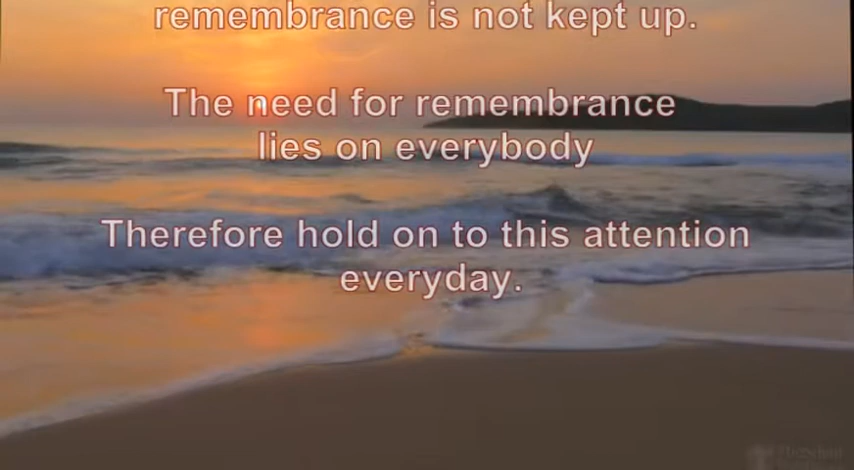 remembrance is not kept up.
The need for remembrance
lies on everybody
Therefore hold on to this attention
everyday.